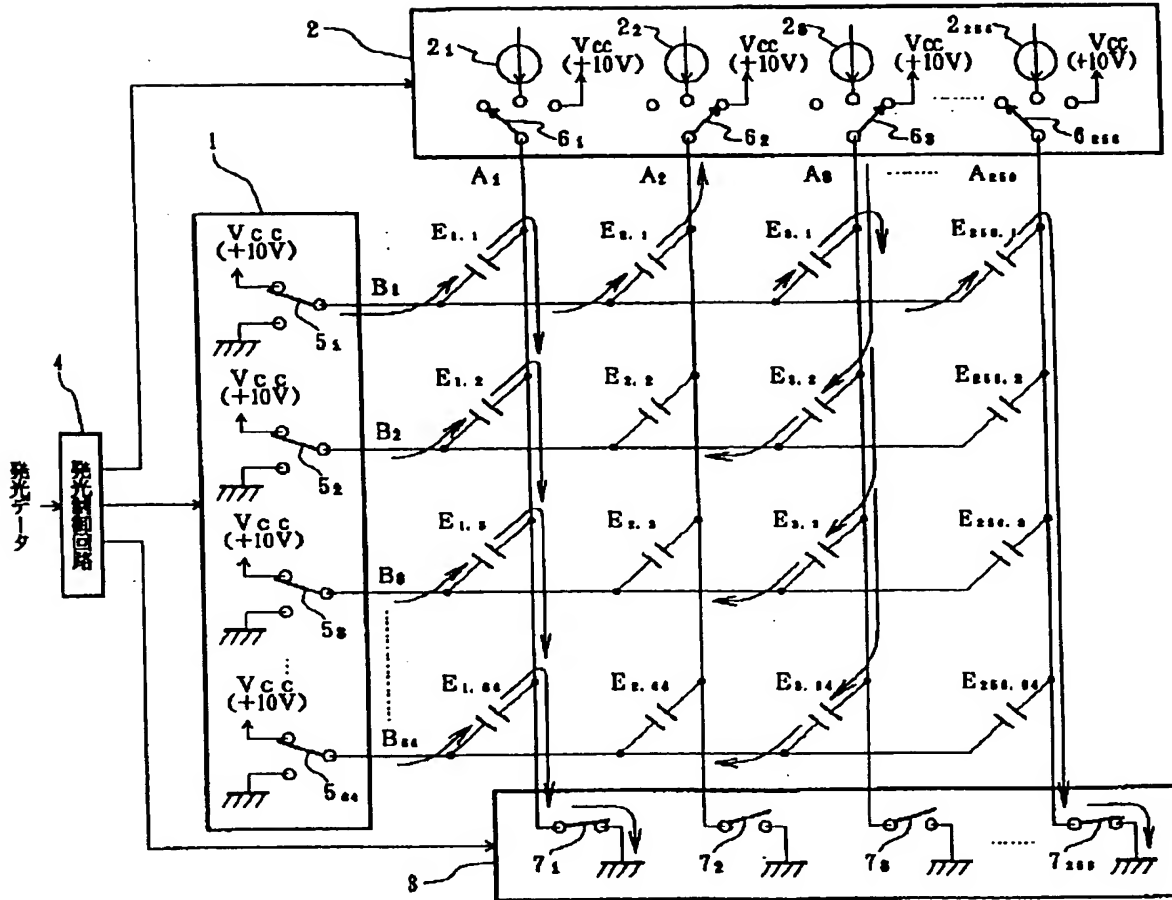 2
2₁
Vcc
(+10V)
2₂
Vcc
(+10V)
2₃
Vcc
(+10V)
2₂₅₆
Vcc
(+10V)
6₁
6₂
6₃
6₂₅₆
1
A₁
A₂
A₃
A₂₅₆
Vcc
(+10V)
5₁
B₁
E₁.₁
E₂.₁
E₃.₁
E₂₅₆.₁
4
発光データ
発光制御回路
Vcc
(+10V)
5₂
B₂
E₁.₂
E₂.₂
E₃.₂
E₂₅₆.₂
Vcc
(+10V)
5₃
B₃
E₁.₃
E₂.₃
E₃.₃
E₂₅₆.₃
Vcc
(+10V)
5₆₄
B₆₄
E₁.₆₄
E₂.₆₄
E₃.₆₄
E₂₅₆.₆₄
3
7₁
7₂
7₃
7₂₅₆